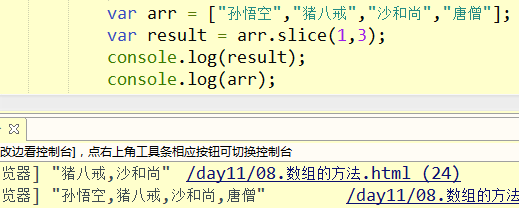 var arr = ["孙悟空","猪八戒","沙和尚","唐僧"];
var result = arr.slice(1,3);
console.log(result);
console.log(arr);
改边看控制台]，点右上角工具条相应按钮可切换控制台
览器] "猪八戒,沙和尚" /day11/08.数组的方法.html (24)
览器] "孙悟空,猪八戒,沙和尚,唐僧" /day11/08.数组的方法